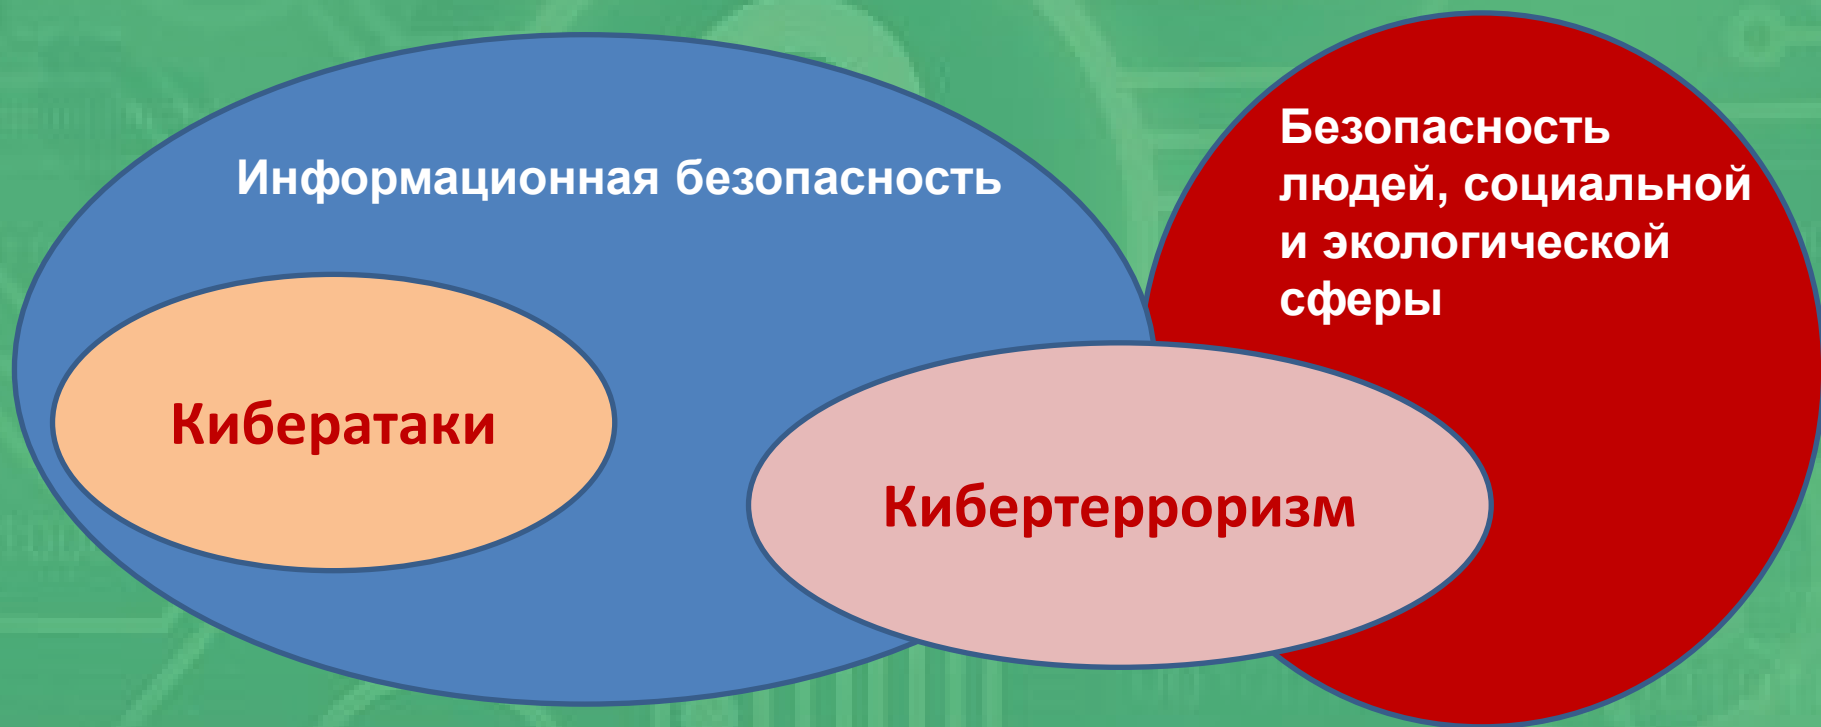 Информационная безопасность
Безопасность
людей, социальной
и экологической
сферы
Кибератаки
Кибертерроризм